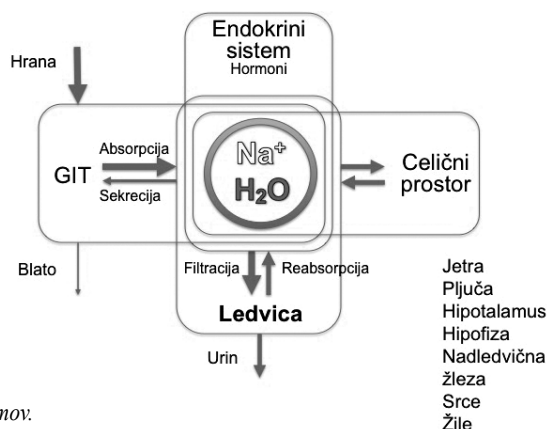 Endokrini
sistem
Hormoni
Hrana
Absorpcija
GIT
Sekrecija
Na⁺
H₂O
Celični
prostor
Blato
Filtracija
Reabsorpcija
Ledvica
Urin
Jetra
Pljuča
Hipotalamus
Hipofiza
Nadledvična
žleza
Srce
Žile
mov.